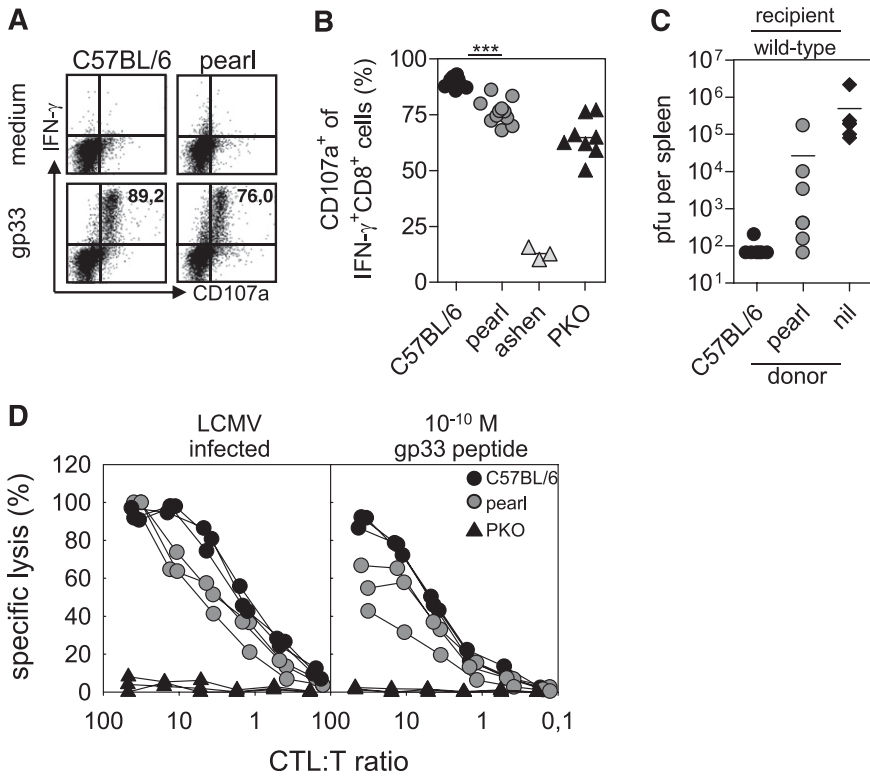 A
C57BL/6 pearl
medium
IFN-γ
gp33
89,2
76,0
CD107a
B
***
CD107a⁺ of
IFN-γ⁺CD8⁺ cells (%)
100
75
50
25
0
C57BL/6
pearl
ashen
PKO
C
recipient
wild-type
pfu per spleen
10⁷
10⁶
10⁵
10⁴
10³
10²
10¹
C57BL/6
pearl
nil
donor
D
LCMV
infected
10⁻¹⁰ M
gp33 peptide
specific lysis (%)
120
100
80
60
40
20
0
C57BL/6
pearl
PKO
100 10 1 100 10 1 0,1
CTL:T ratio